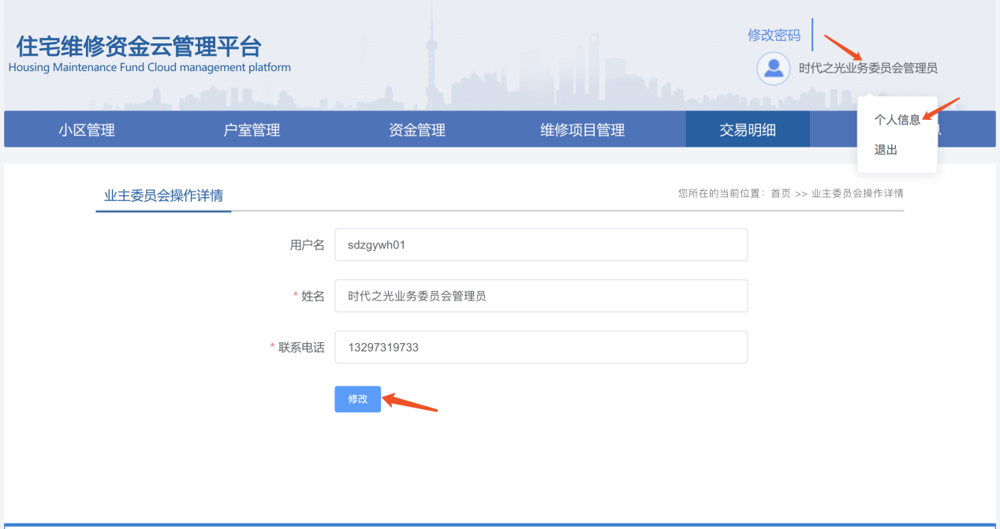 住宅维修资金云管理平台
Housing Maintenance Fund Cloud management platform
修改密码
时代之光业务委员会管理员
个人信息
退出
小区管理 户室管理 资金管理 维修项目管理 交易明细
业主委员会操作详情
您所在的当前位置：首页 >> 业主委员会操作详情
用户名 sdzgywh01
* 姓名 时代之光业务委员会管理员
* 联系电话 13297319733
修改